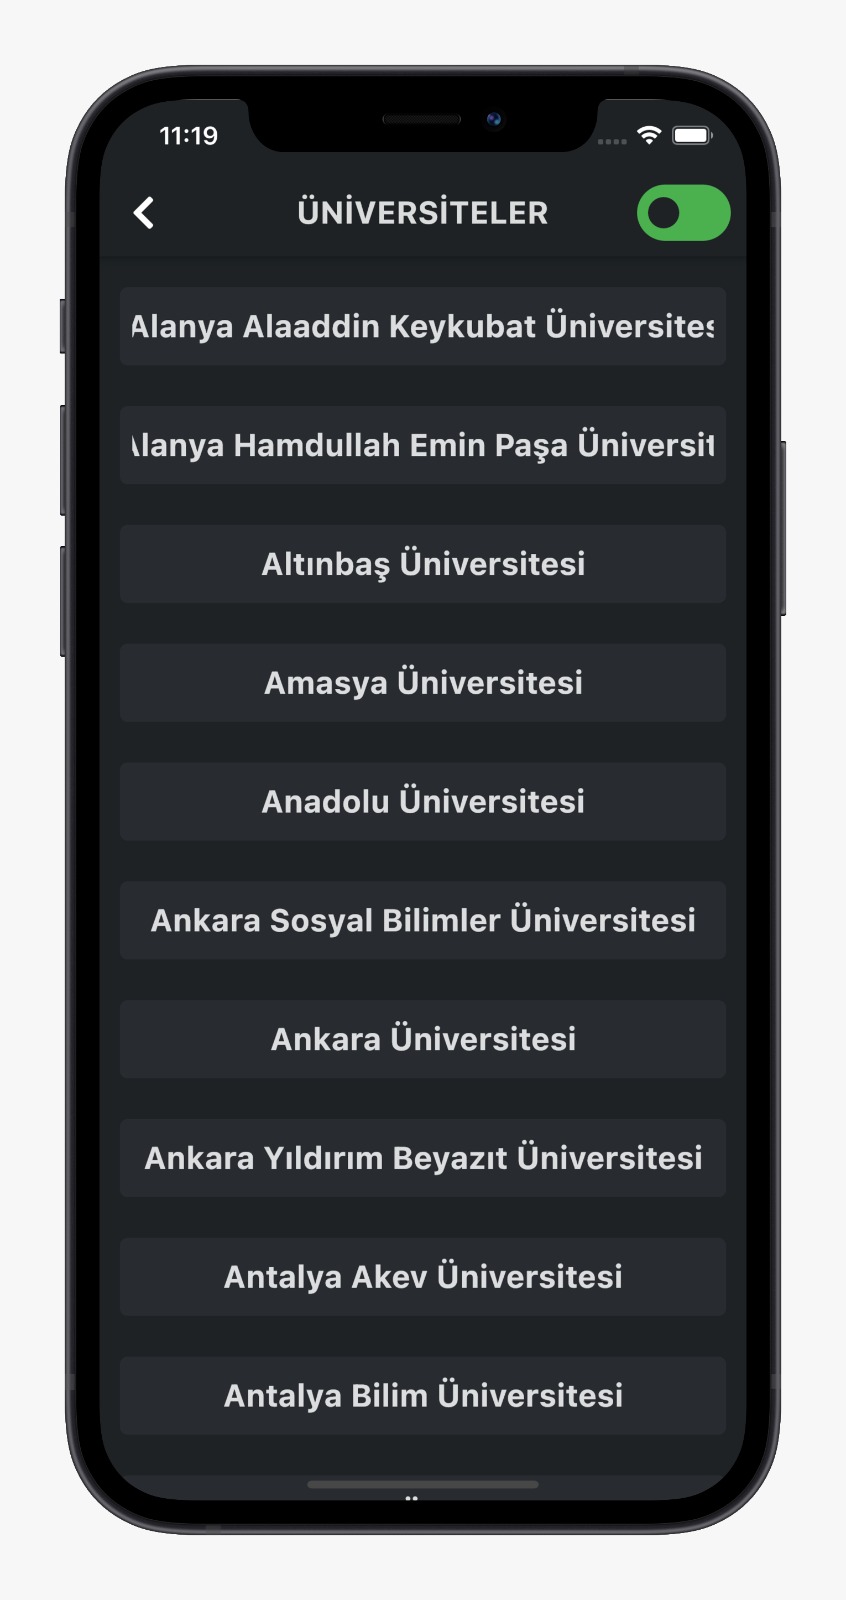 11:19
ÜNİVERSİTELER
Alanya Alaaddin Keykubat Üniversites
Alanya Hamdullah Emin Paşa Üniversit
Altınbaş Üniversitesi
Amasya Üniversitesi
Anadolu Üniversitesi
Ankara Sosyal Bilimler Üniversitesi
Ankara Üniversitesi
Ankara Yıldırım Beyazıt Üniversitesi
Antalya Akev Üniversitesi
Antalya Bilim Üniversitesi